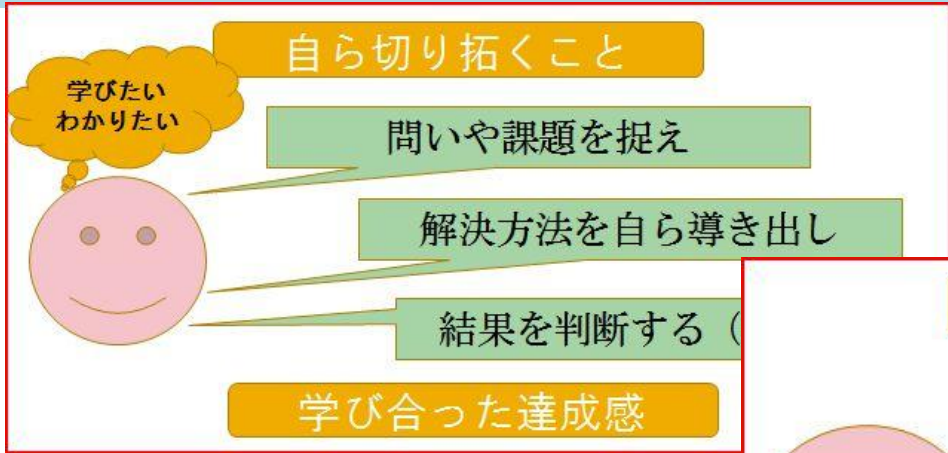 自ら切り拓くこと
学びたい
わかりたい
問いや課題を捉え
解決方法を自ら導き出し
結果を判断する（
学び合った達成感